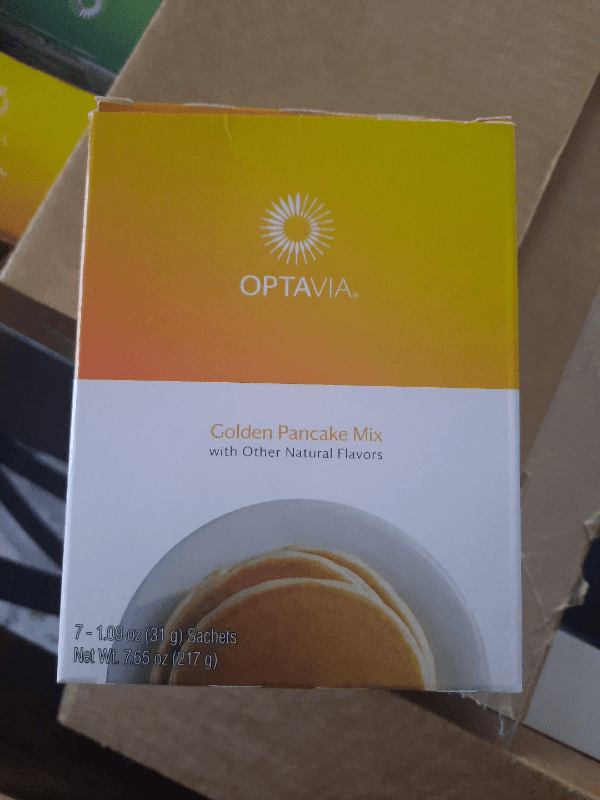 OPTAVIA®
Golden Pancake Mix
with Other Natural Flavors
7 - 1.09 oz (31 g) Sachets
Net Wt. 7.65 oz (217 g)